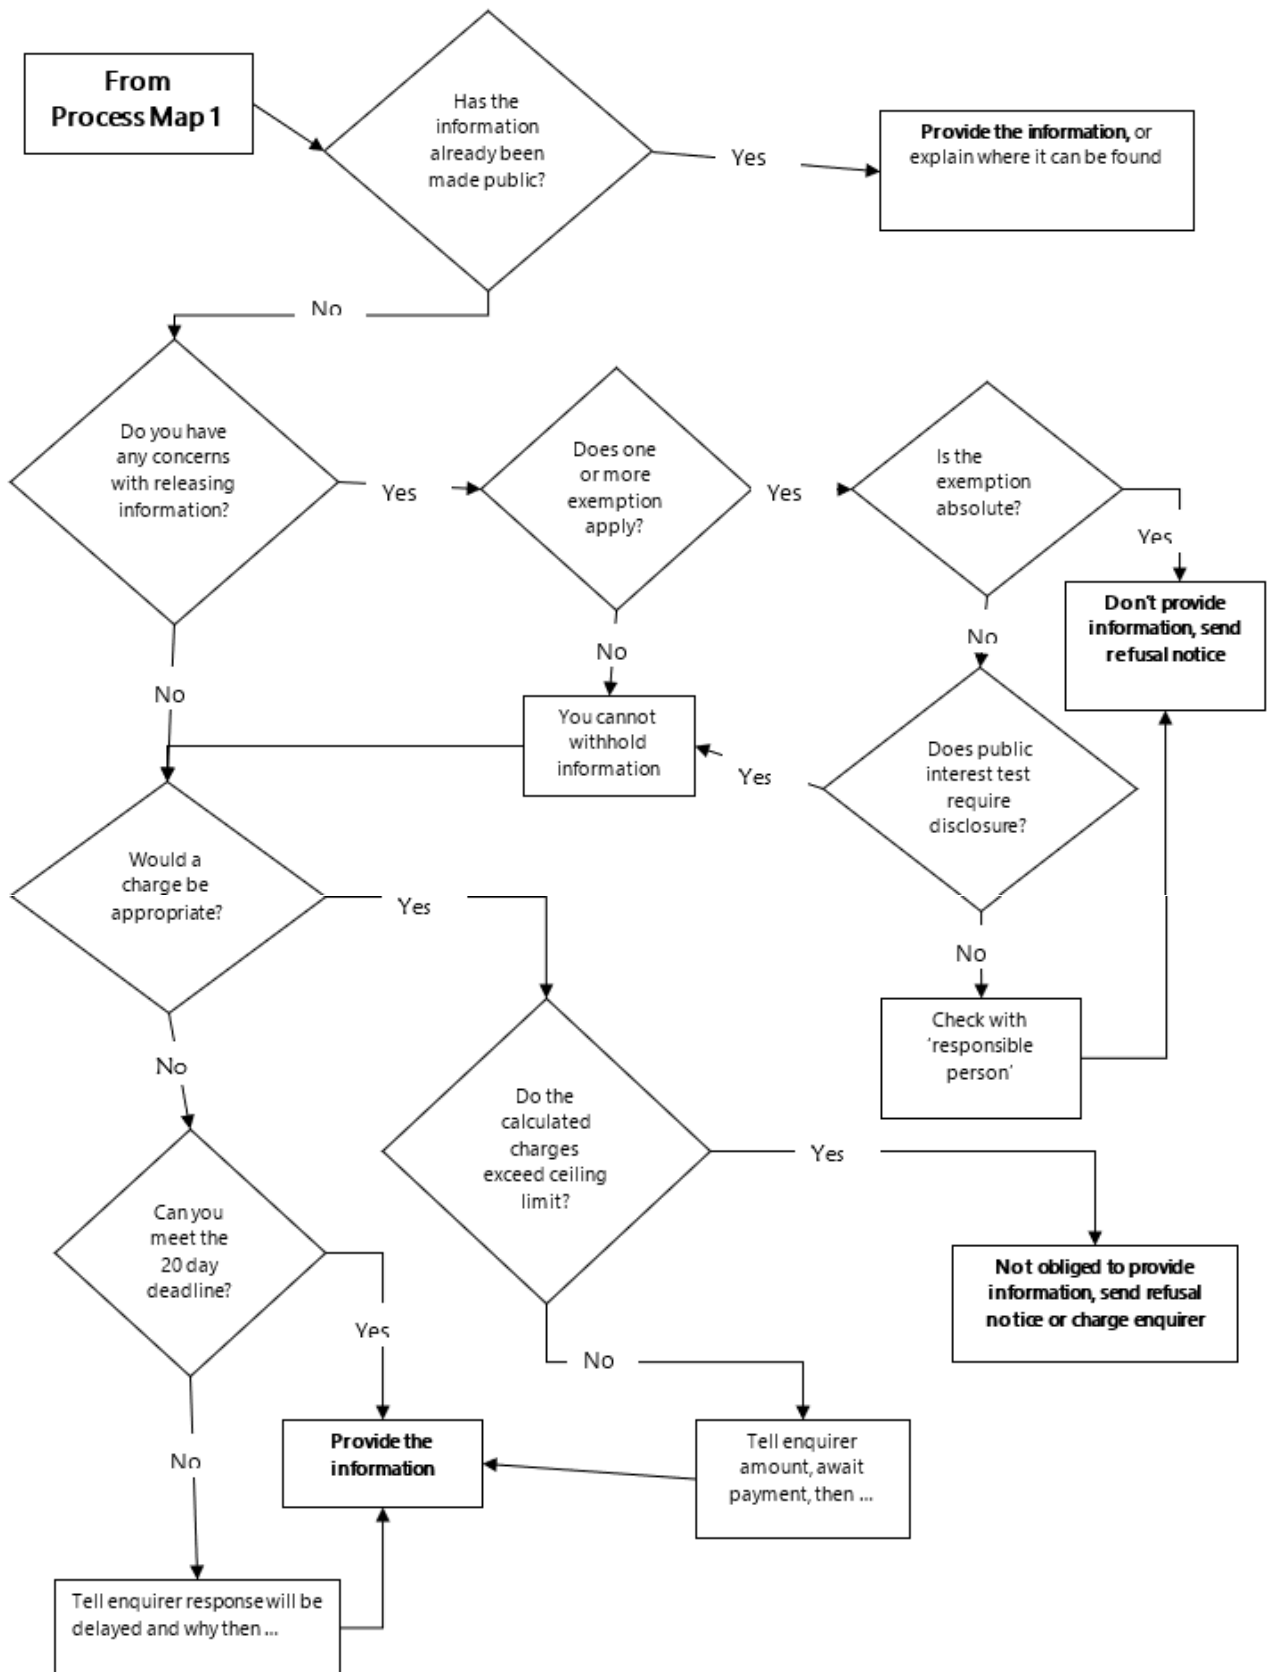 From
Process Map 1
Has the
information
already been
made public?
Yes
Provide the information, or
explain where it can be found
No
Do you have
any concerns
with releasing
information?
Yes
Does one
or more
exemption
apply?
Yes
Is the
exemption
absolute?
Yes
Don't provide
information, send
refusal notice
No
No
No
You cannot
withhold
information
Yes
Does public
interest test
require
disclosure?
Would a
charge be
appropriate?
Yes
No
Check with
‘responsible
person’
No
Do the
calculated
charges
exceed ceiling
limit?
Yes
Can you
meet the
20 day
deadline?
Not obliged to provide
information, send refusal
notice or charge enquirer
Yes
No
No
Provide the
information
Tell enquirer
amount, await
payment, then ...
Tell enquirer response will be
delayed and why then ...